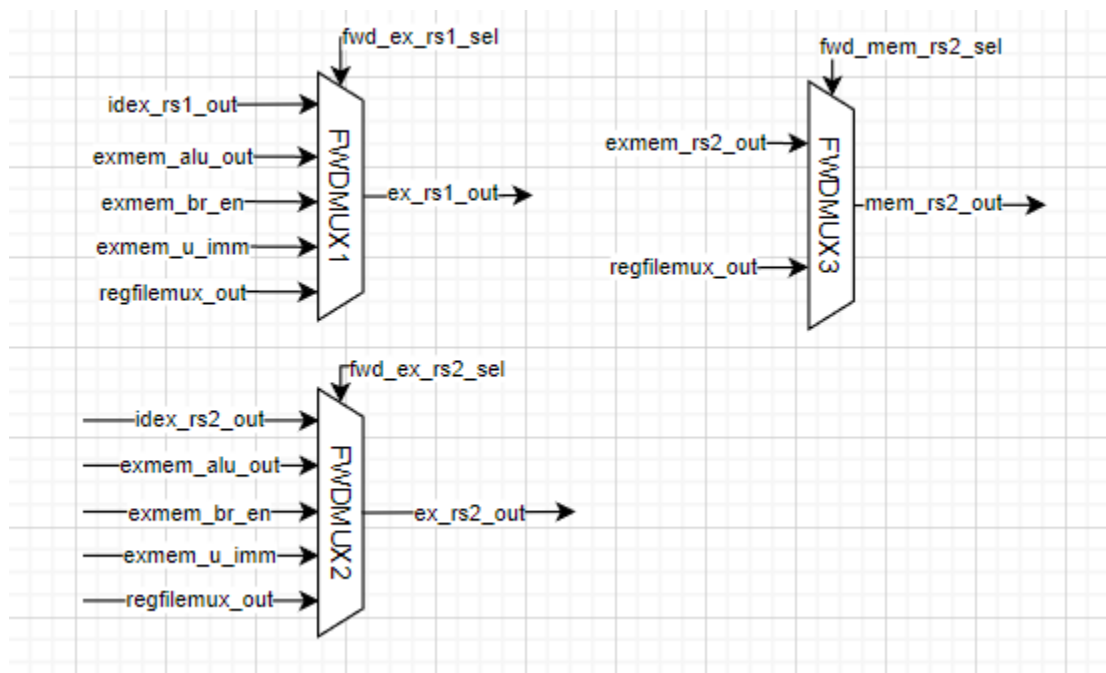 fwd_ex_rs1_sel
idex_rs1_out
exmem_alu_out
exmem_br_en
exmem_u_imm
regfilemux_out
FWDMUX1
ex_rs1_out
fwd_mem_rs2_sel
exmem_rs2_out
regfilemux_out
FWDMUX3
mem_rs2_out
fwd_ex_rs2_sel
idex_rs2_out
exmem_alu_out
exmem_br_en
exmem_u_imm
regfilemux_out
FWDMUX2
ex_rs2_out